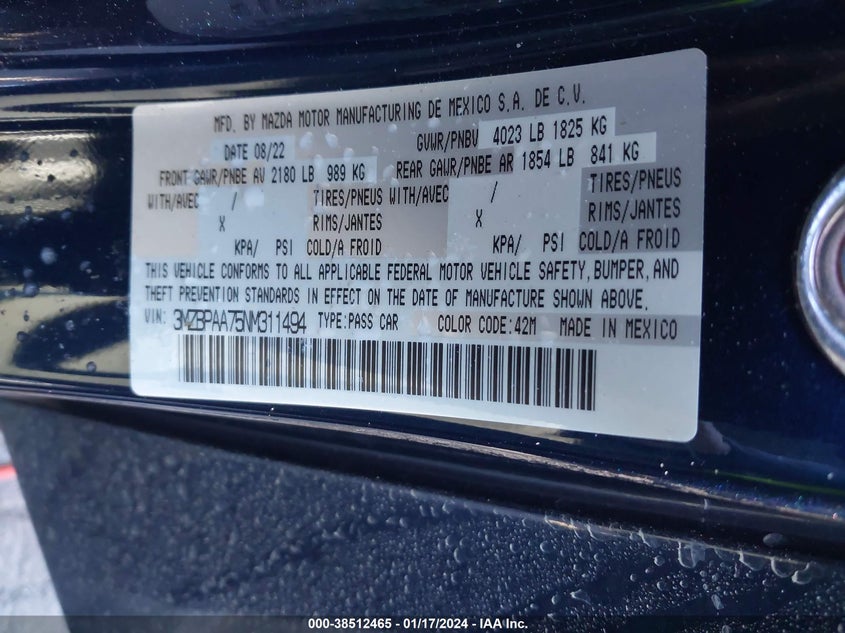 MFD. BY MAZDA MOTOR MANUFACTURING DE MEXICO S.A. DE C.V.
DATE 08/22 GVWR/PNBV 4023 LB 1825 KG
FRONT GAWR/PNBE AV 2180 LB 989 KG REAR GAWR/PNBE AR 1854 LB 841 KG
WITH/AVEC / TIRES/PNEUS WITH/AVEC / TIRES/PNEUS
X RIMS/JANTES X RIMS/JANTES
KPA/ PSI COLD/A FROID KPA/ PSI COLD/A FROID
THIS VEHICLE CONFORMS TO ALL APPLICABLE FEDERAL MOTOR VEHICLE SAFETY, BUMPER, AND
THEFT PREVENTION STANDARDS IN EFFECT ON THE DATE OF MANUFACTURE SHOWN ABOVE.
VIN: 3MZBPAA75NM311494 TYPE:PASS CAR COLOR CODE:42M MADE IN MEXICO
000-38512465 - 01/17/2024 - IAA Inc.